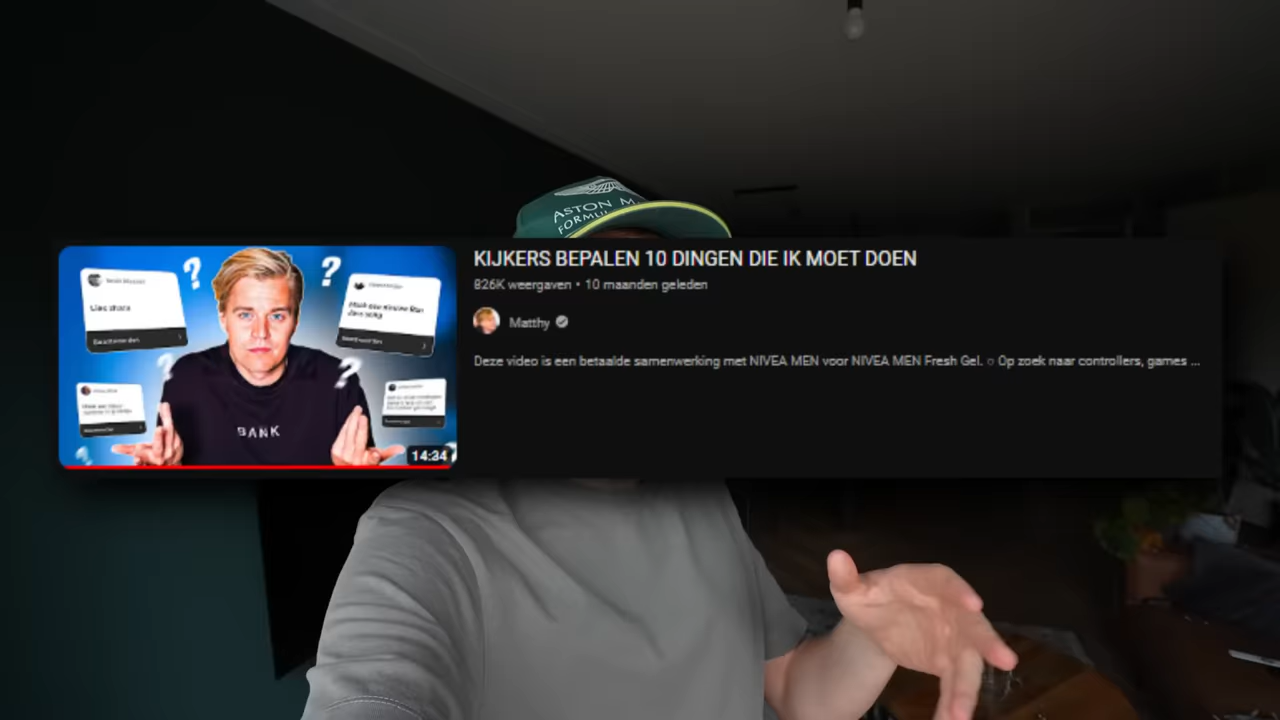 ASTON M
FORMUL
KIJKERS BEPALEN 10 DINGEN DIE IK MOET DOEN
826K weergaven • 10 maanden geleden
Matthy
Deze video is een betaalde samenwerking met NIVEA MEN voor NIVEA MEN Fresh Gel. ○ Op zoek naar controllers, games ...
?
?
?
?
BANK
14:34